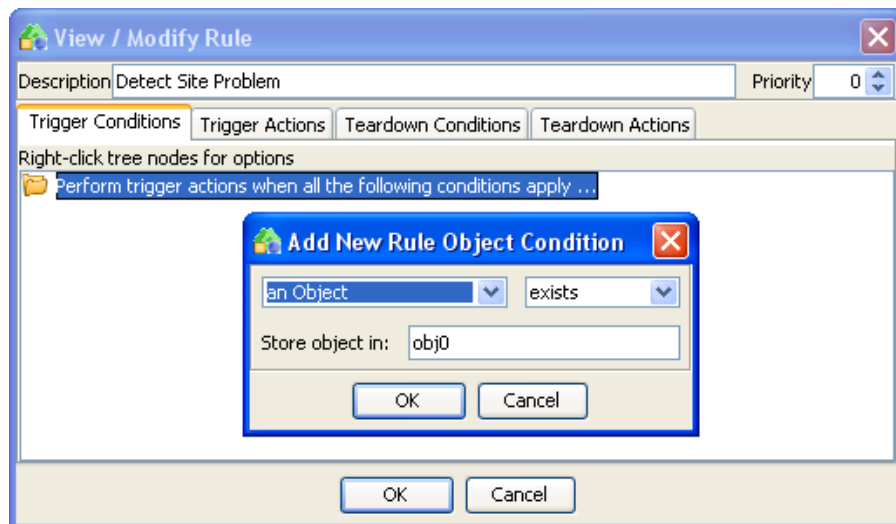 View / Modify Rule
Description Detect Site Problem Priority 0
Trigger Conditions Trigger Actions Teardown Conditions Teardown Actions
Right-click tree nodes for options
Perform trigger actions when all the following conditions apply ...
Add New Rule Object Condition
an Object exists
Store object in: obj0
OK Cancel
OK Cancel